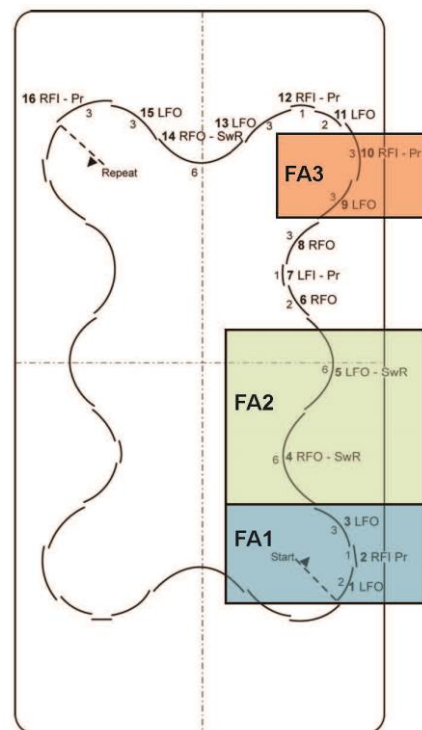 12 RFI - Pr
16 RFI - Pr
1
13 LFO
11 LFO
3
15 LFO
3
2
3
14 RFO - SwR
3 10 RFI - Pr
Repeat
FA3
6
3
9 LFO
3
8 RFO
1 7 LFI - Pr
2 6 RFO
6 5 LFO - SwR
FA2
6 4 RFO - SwR
3 LFO
3
FA1
Start
1 2 RFI Pr
2
1 LFO